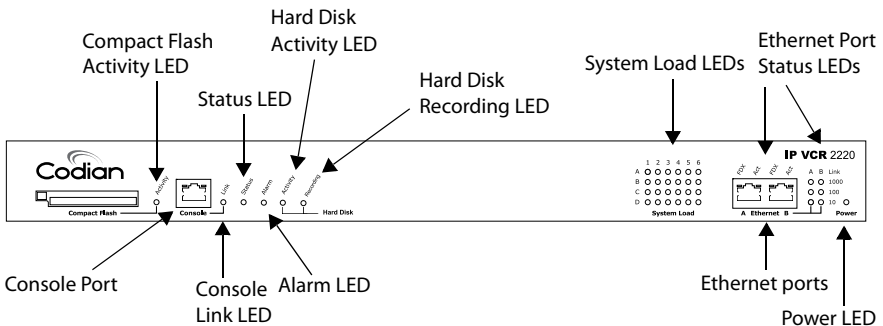 Hard Disk
Activity LED
Compact Flash
Activity LED
Ethernet Port
Status LEDs
System Load LEDs
Hard Disk
Recording LED
Status LED
Codian
IP VCR 2220
Activity
Link
Status
Alarm
Activity
Recording
1 2 3 4 5 6
A
B
C
D
FDX Act FDX Act
A B Link
1000
100
10
Compact Flash
Console
Hard Disk
System Load
A Ethernet B
Power
Console Port
Console
Link LED
Alarm LED
Ethernet ports
Power LED